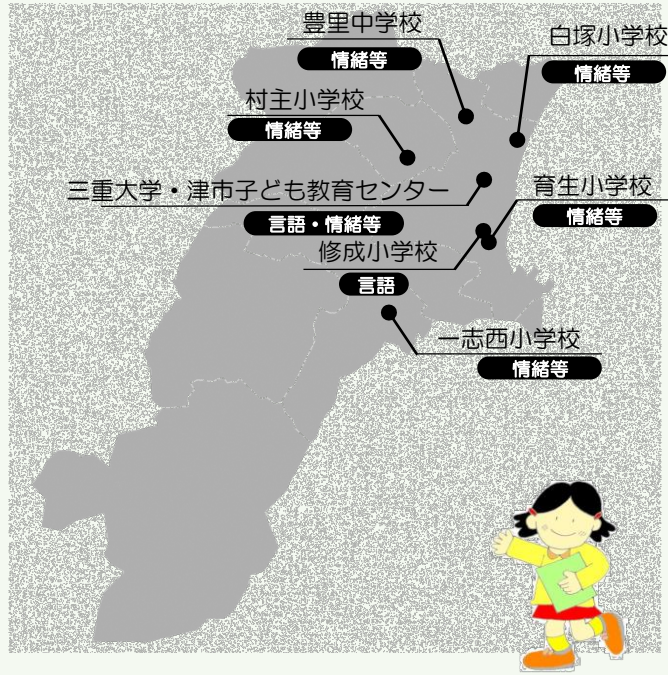 豊里中学校
情緒等
白塚小学校
情緒等
村主小学校
情緒等
三重大学・津市子ども教育センター
言語・情緒等
育生小学校
情緒等
修成小学校
言語
一志西小学校
情緒等